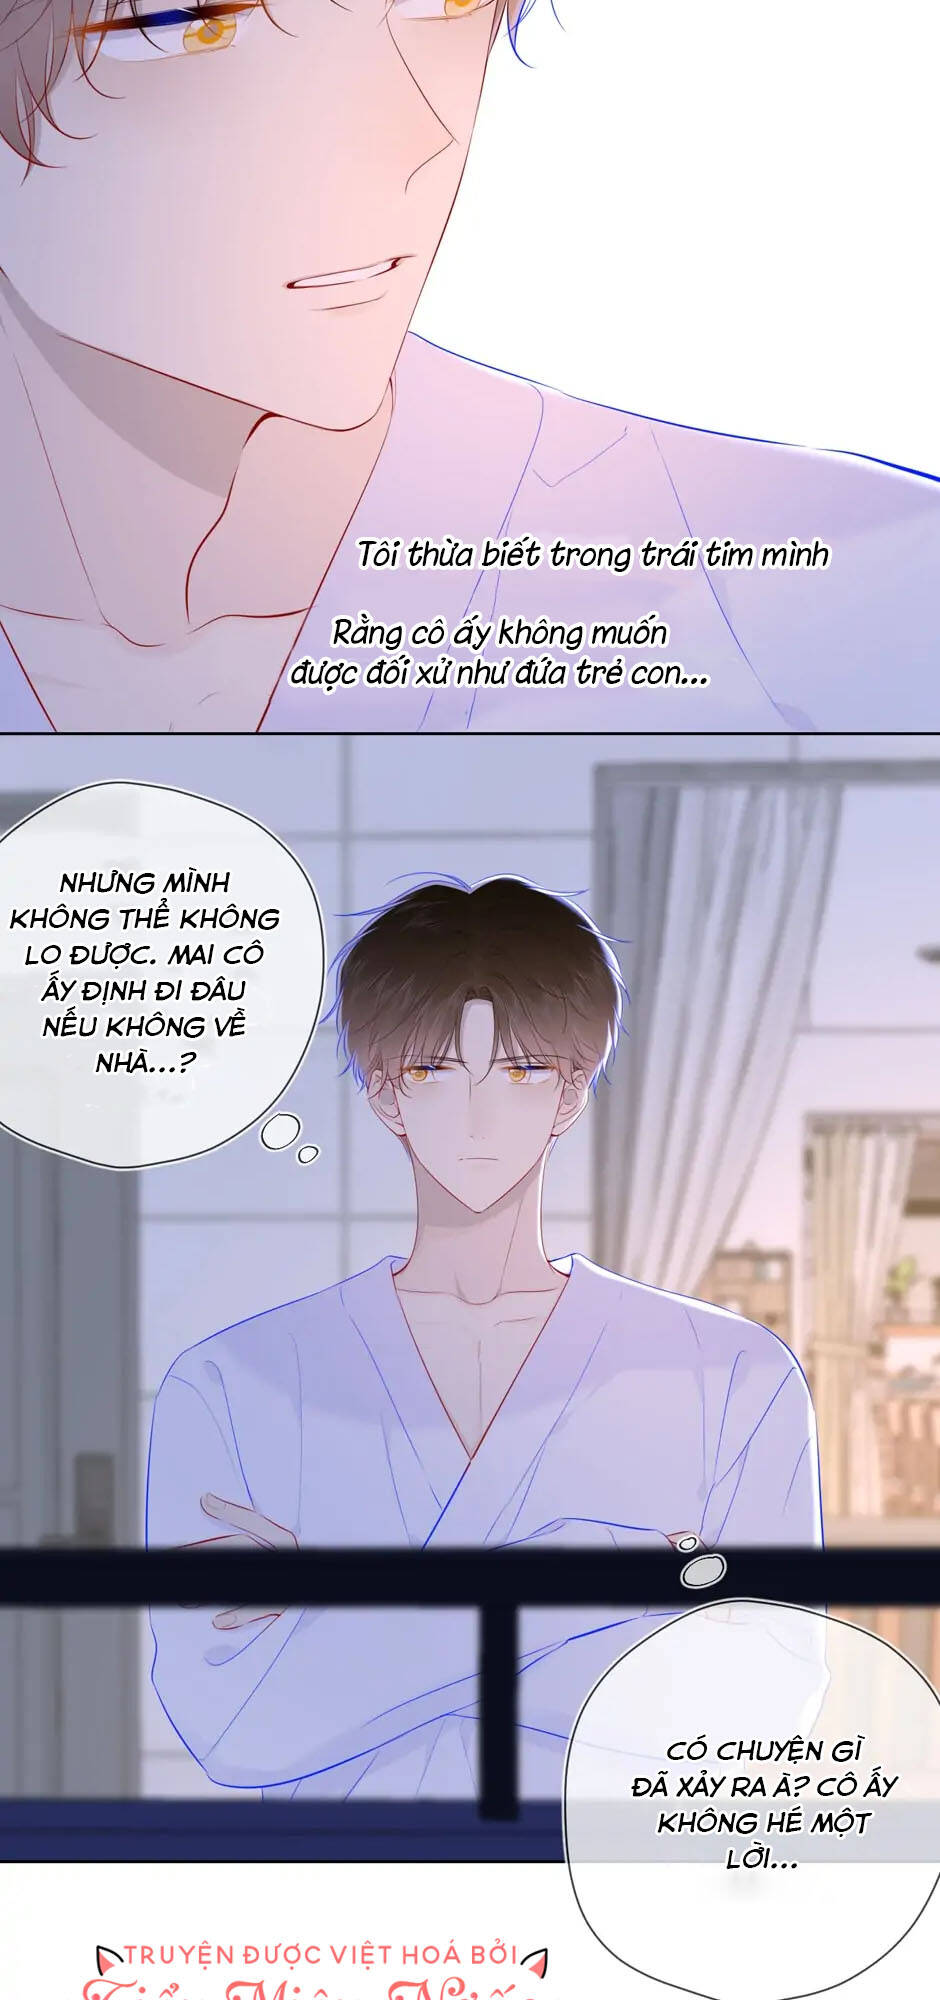 Tôi thừa biết trong trái tim mình
Rằng cô ấy không muốn
được đối xử như đứa trẻ con...
NHƯNG MÌNH
KHÔNG THỂ KHÔNG
LO ĐƯỢC. MAI CÔ
ẤY ĐỊNH ĐI ĐÂU
NẾU KHÔNG VỀ
NHÀ...?
CÓ CHUYỆN GÌ
ĐÃ XẢY RA À? CÔ ẤY
KHÔNG HÉ MỘT
LỜI...
TRUYỆN ĐƯỢC VIỆT HOÁ BỞI